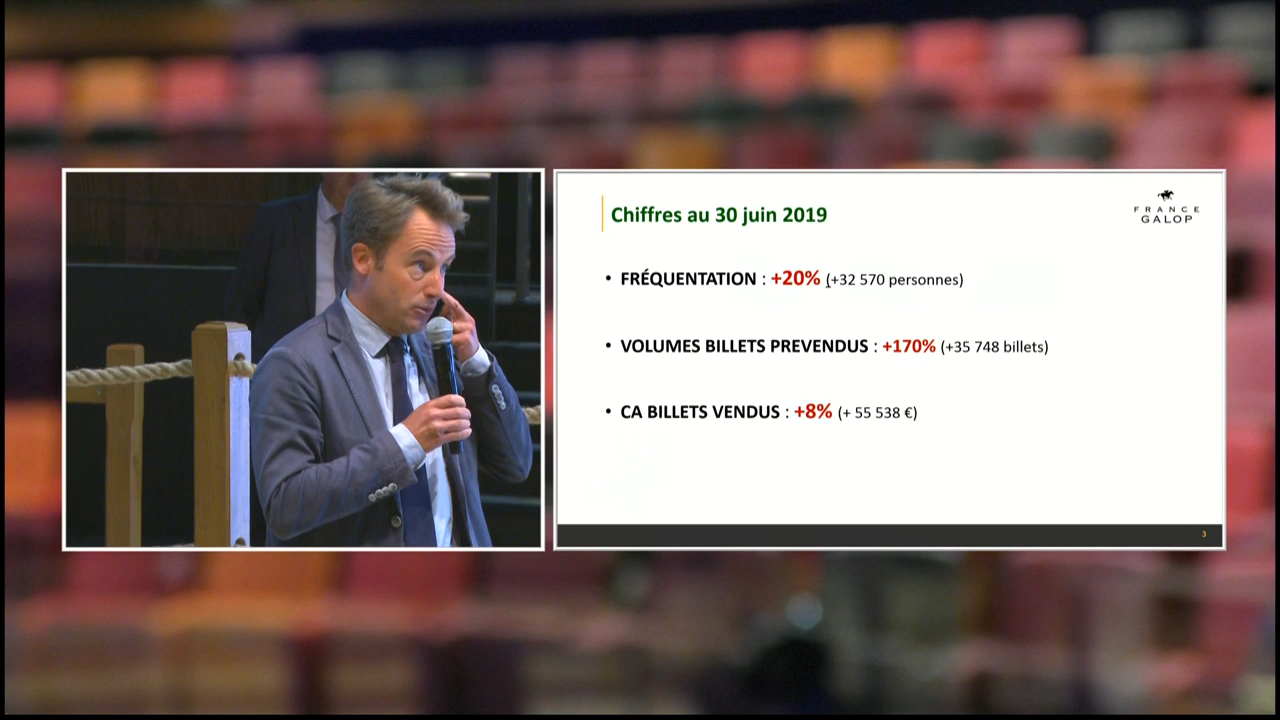 Chiffres au 30 juin 2019
FRANCE
GALOP
• FRÉQUENTATION : +20% (+32 570 personnes)
• VOLUMES BILLETS PREVENDUS : +170% (+35 748 billets)
• CA BILLETS VENDUS : +8% (+ 55 538 €)
3